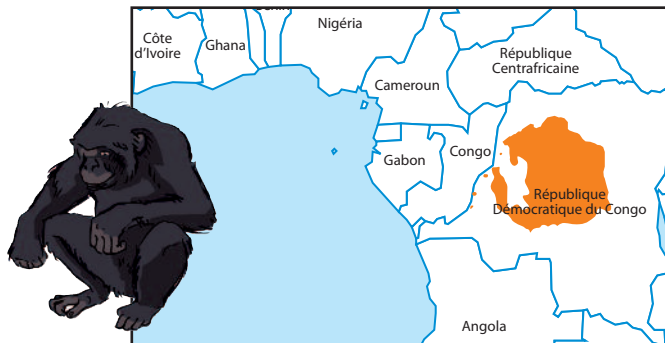 Nigéria
Côte
d'Ivoire
Ghana
République
Centrafricaine
Cameroun
Gabon
Congo
République
Démocratique du Congo
Angola